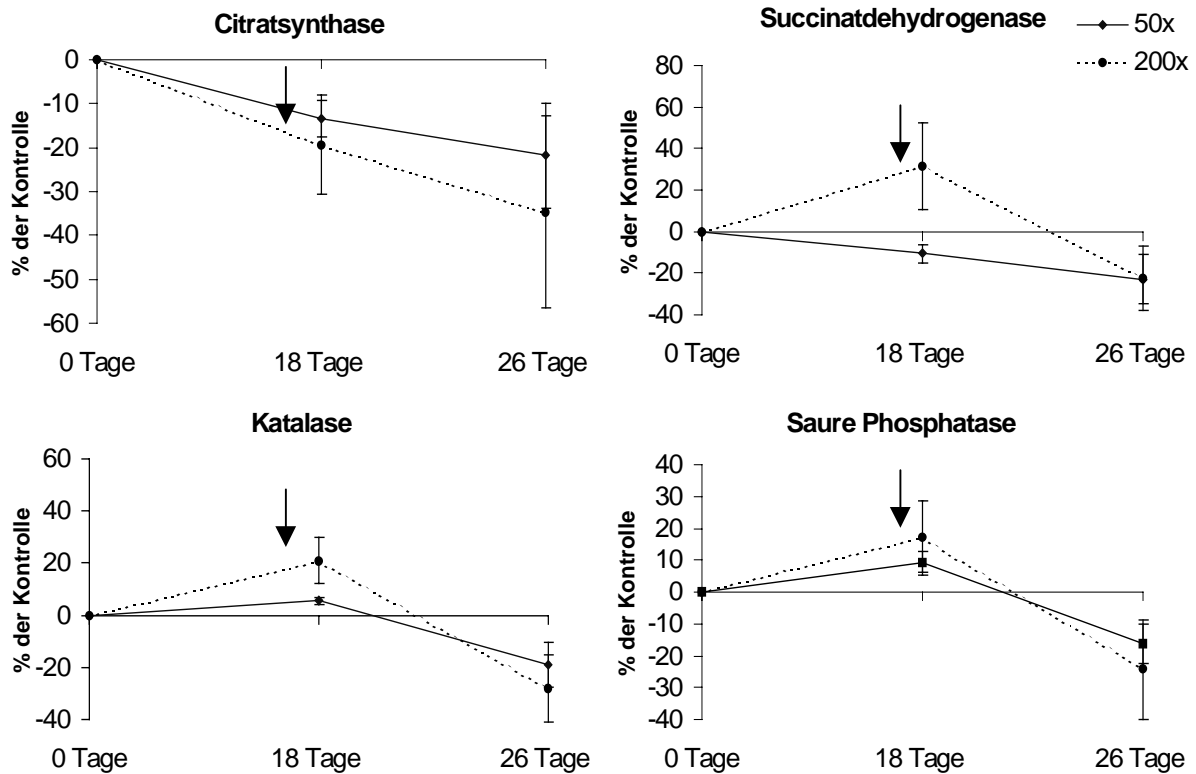 Citratsynthase
% der Kontrolle
0
-10
-20
-30
-40
-50
-60
0 Tage 18 Tage 26 Tage
Succinatdehydrogenase
50x
200x
% der Kontrolle
80
60
40
20
0
-20
-40
0 Tage 18 Tage 26 Tage
Katalase
% der Kontrolle
60
40
20
0
-20
-40
0 Tage 18 Tage 26 Tage
Saure Phosphatase
% der Kontrolle
40
30
20
10
0
-10
-20
-30
-40
0 Tage 18 Tage 26 Tage